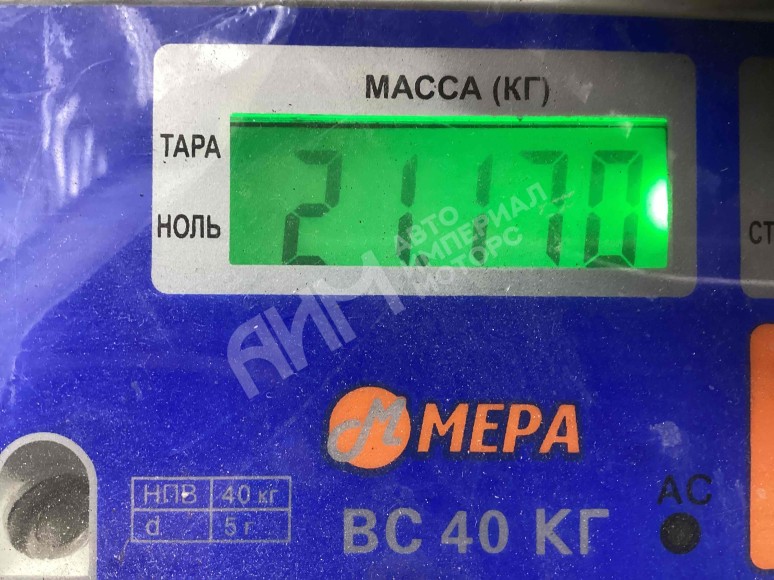 МАССА (КГ)
ТАРА
НОЛЬ
21.170
СТ
АИМ
АВТО
ИМПЕРИАЛ
МОТОРС
М МЕРА
НПВ 40 кг
d 5 г
ВС 40 КГ
АС